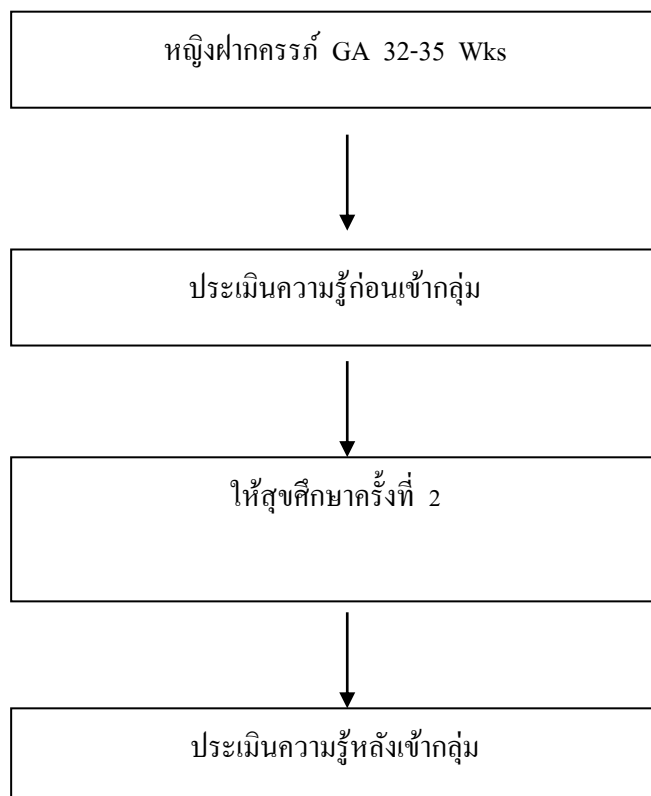 หญิงฝากครรภ์ GA 32-35 Wks
ประเมินความรู้ก่อนเข้ากลุ่ม
ให้สุขศึกษาครั้งที่ 2
ประเมินความรู้หลังเข้ากลุ่ม